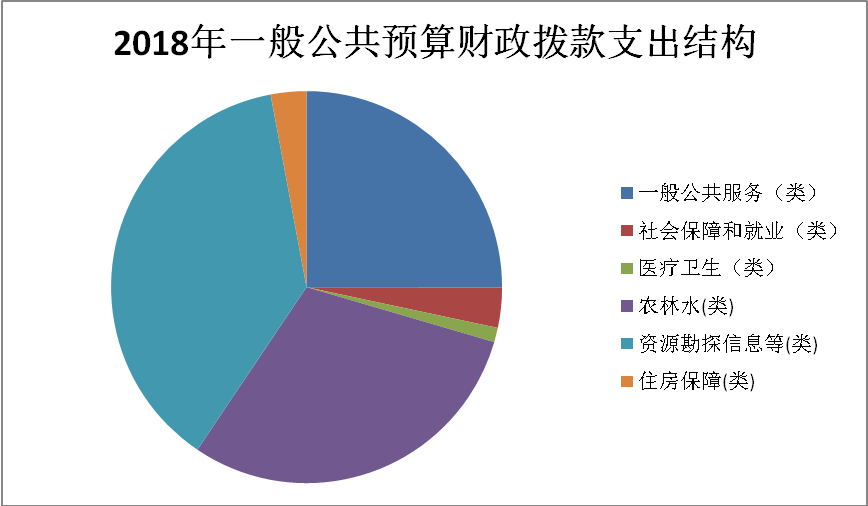 2018年一般公共预算财政拨款支出结构
一般公共服务（类）
社会保障和就业（类）
医疗卫生（类）
农林水(类)
资源勘探信息等(类)
住房保障(类)